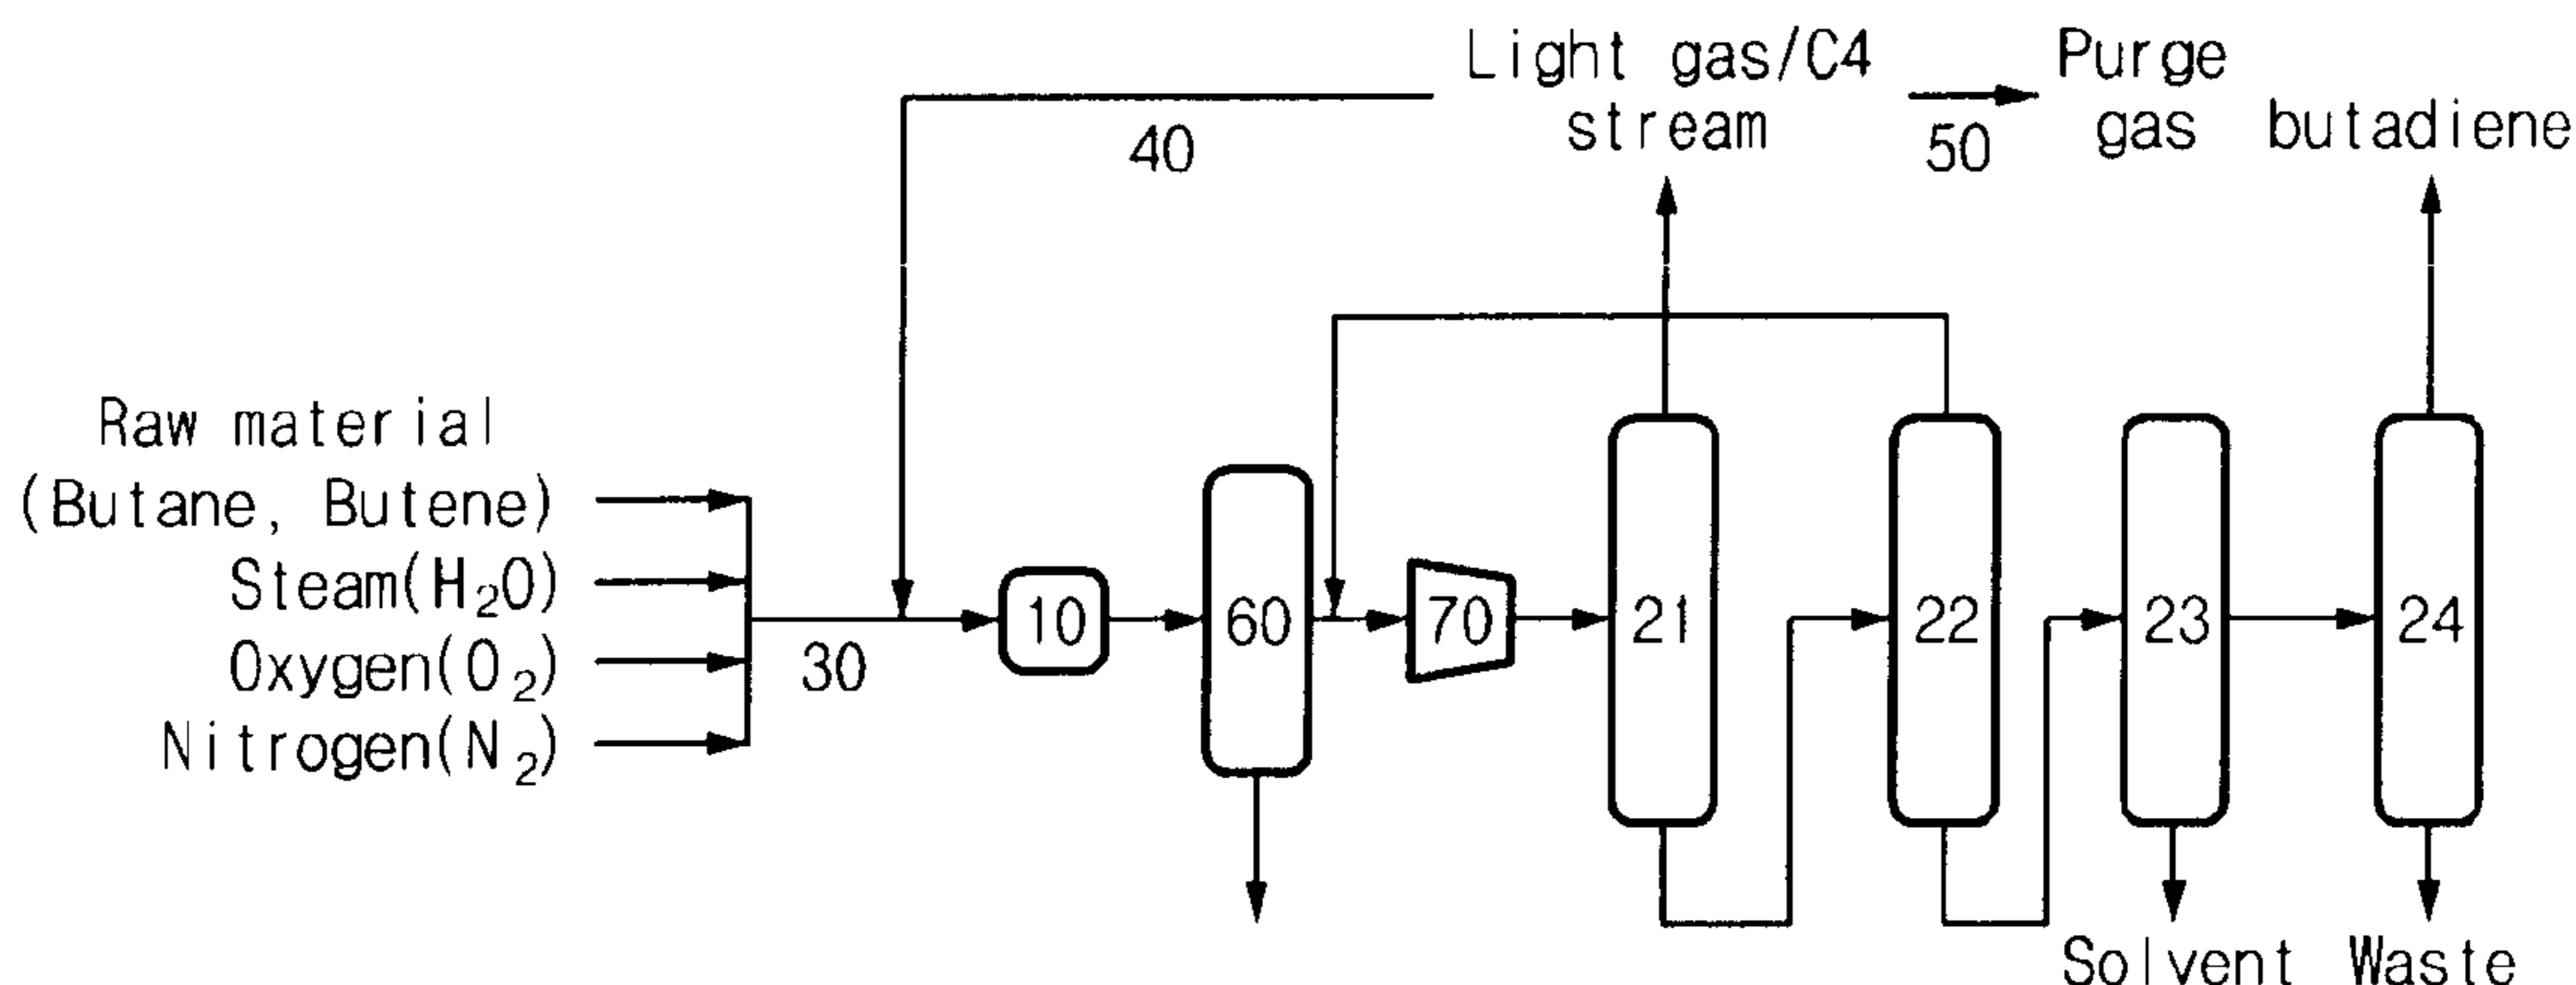 Light gas/C4
stream
Purge
gas
butadiene
40
50
Raw material
(Butane, Butene)
Steam(H₂O)
Oxygen(O₂)
Nitrogen(N₂)
30
10
60
70
21
22
23
24
Solvent
Waste